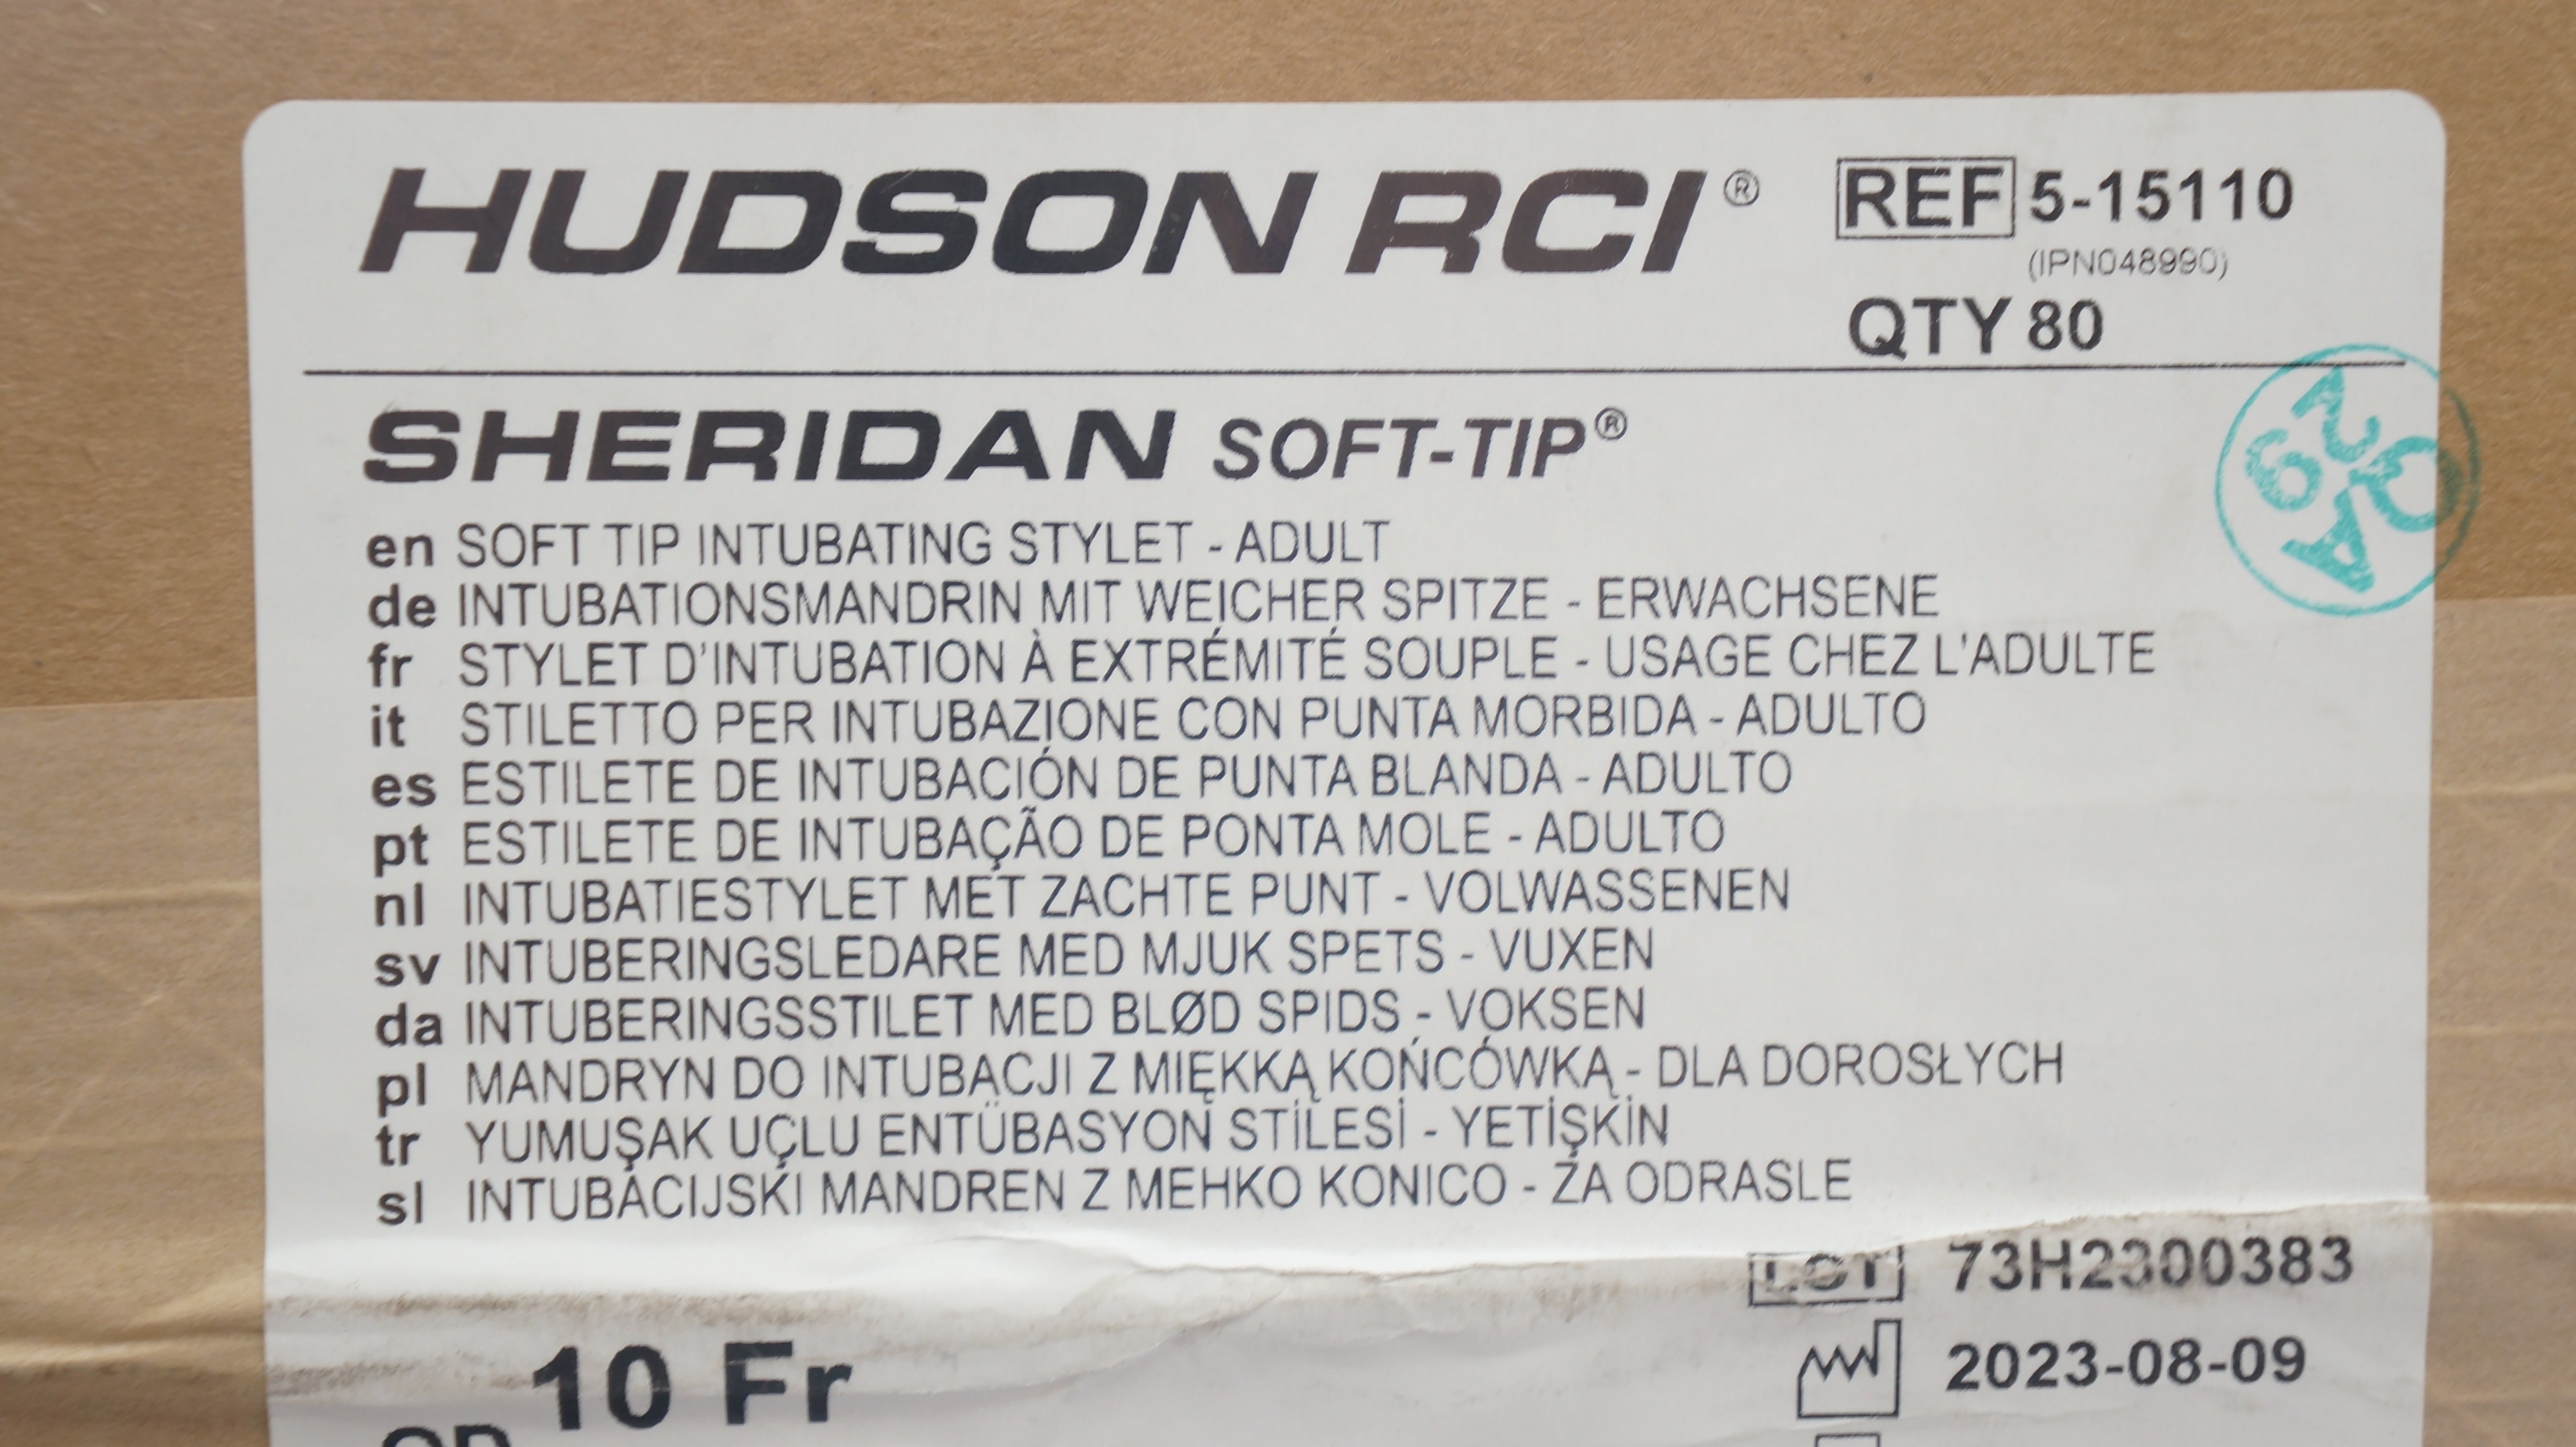 HUDSON RCI®
REF 5-15110
(IPN048990)
QTY 80
SHERIDAN SOFT-TIP®
en SOFT TIP INTUBATING STYLET - ADULT
de INTUBATIONSMANDRIN MIT WEICHER SPITZE - ERWACHSENE
fr STYLET D'INTUBATION À EXTRÉMITÉ SOUPLE - USAGE CHEZ L'ADULTE
it STILETTO PER INTUBAZIONE CON PUNTA MORBIDA - ADULTO
es ESTILETE DE INTUBACIÓN DE PUNTA BLANDA - ADULTO
pt ESTILETE DE INTUBAÇÃO DE PONTA MOLE - ADULTO
nl INTUBATIESTYLET MET ZACHTE PUNT - VOLWASSENEN
sv INTUBERINGSLEDARE MED MJUK SPETS - VUXEN
da INTUBERINGSSTILET MED BLØD SPIDS - VOKSEN
pl MANDRYN DO INTUBACJI Z MIĘKKĄ KOŃCÓWKĄ - DLA DOROSŁYCH
tr YUMUŞAK UÇLU ENTÜBASYON STİLESİ - YETİŞKİN
sl INTUBACIJSKI MANDREN Z MEHKO KONICO - ZA ODRASLE
LOT 73H2300383
2023-08-09
10 Fr
OD